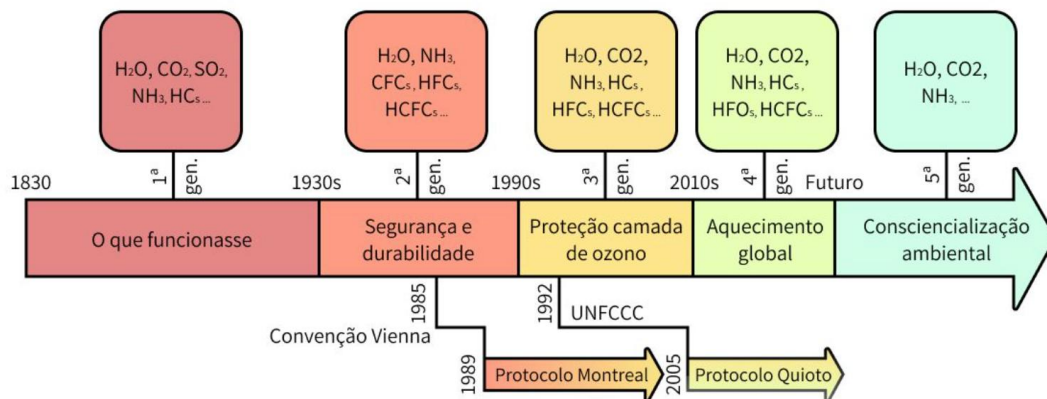 H₂O, CO₂, SO₂,
NH₃, HCₛ ...
H₂O, NH₃,
CFCₛ, HFCₛ,
HCFCₛ ...
H₂O, CO2,
NH₃, HCₛ,
HFCₛ, HCFCₛ ...
H₂O, CO2,
NH₃, HCₛ,
HFOₛ, HCFCₛ ...
H₂O, CO2,
NH₃, ...
1830
1ª
gen.
1930s
2ª
gen.
1990s
3ª
gen.
2010s
4ª
gen.
Futuro
5ª
gen.
O que funcionasse
Segurança e
durabilidade
Proteção camada
de ozono
Aquecimento
global
Consciencialização
ambiental
1985
Convenção Vienna
1989
Protocolo Montreal
1992
UNFCCC
2005
Protocolo Quioto